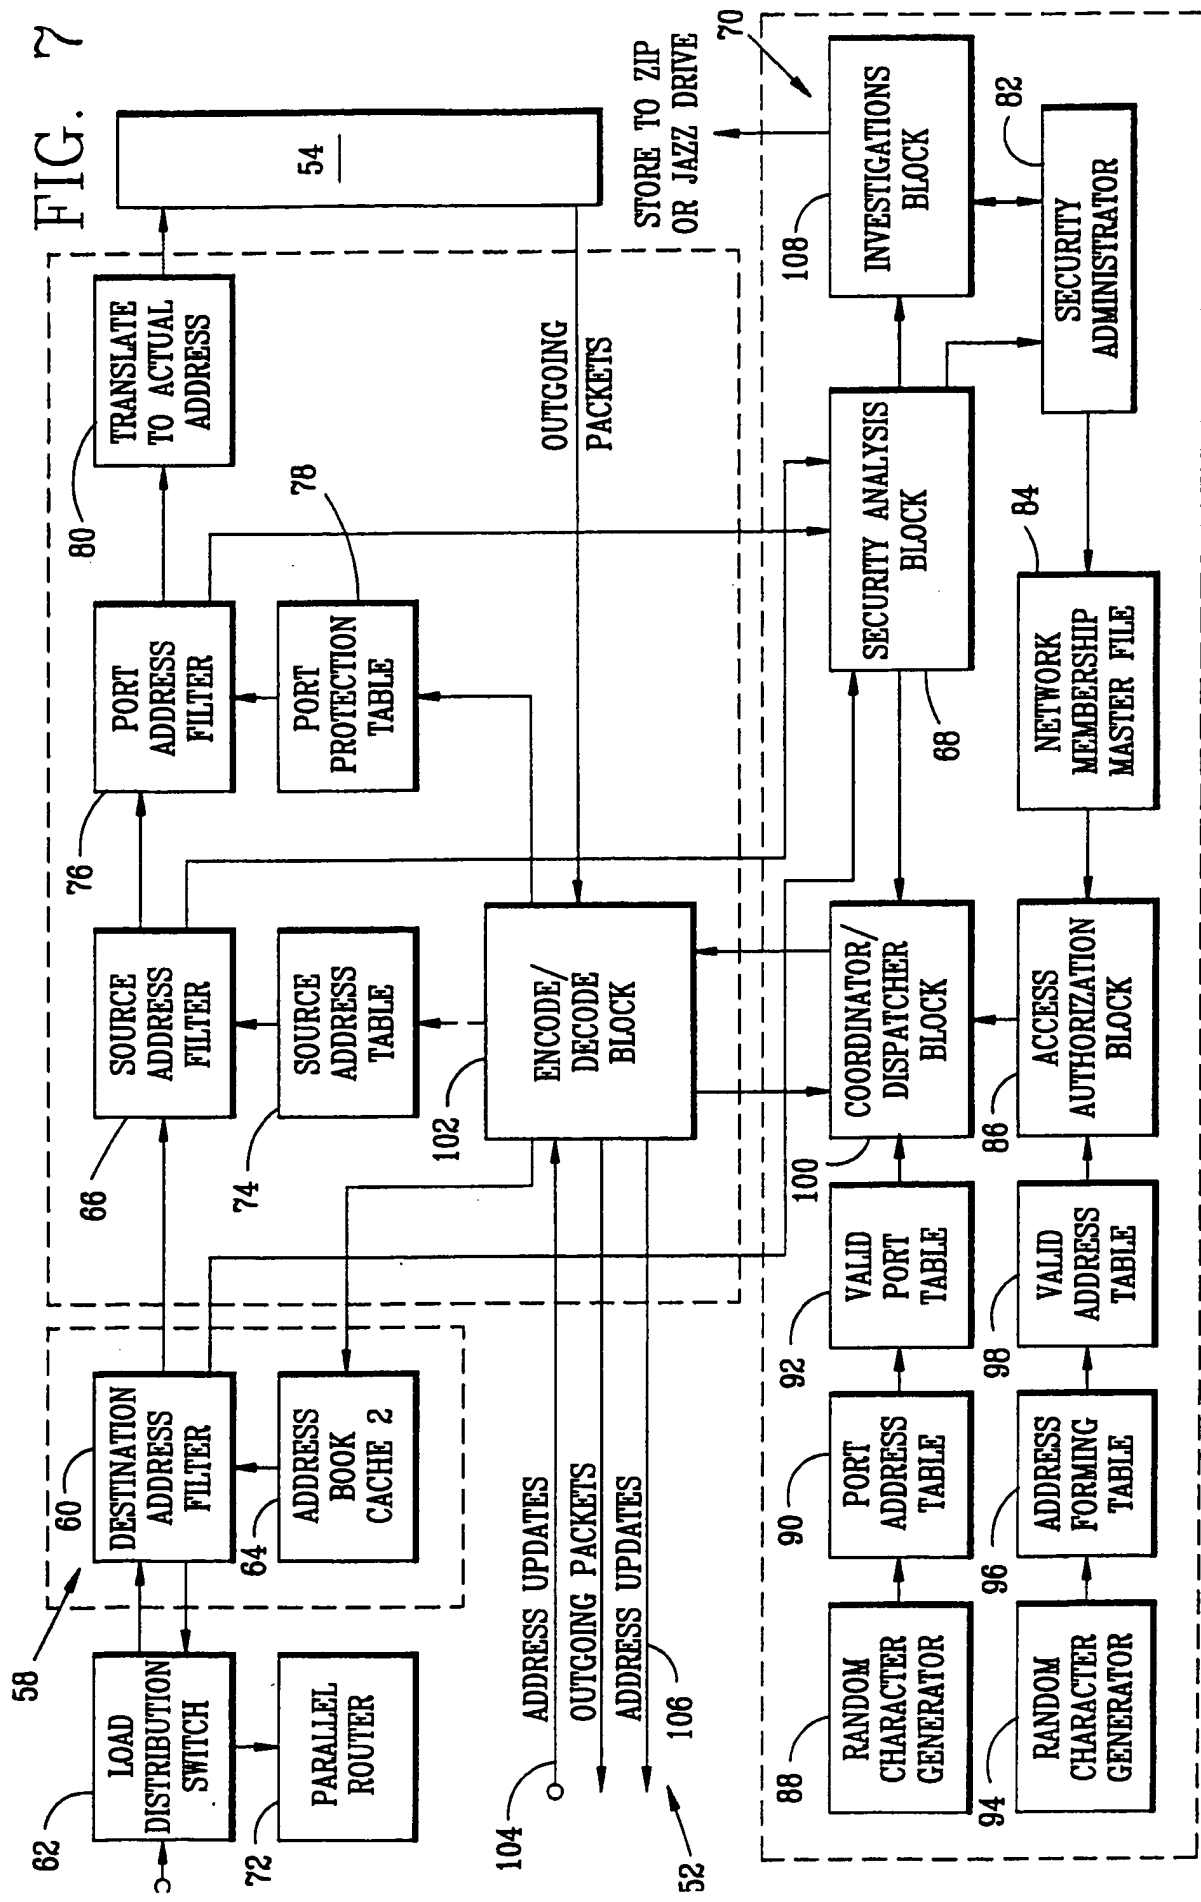 FIG. 7
62
LOAD
DISTRIBUTION
SWITCH
58
60
DESTINATION
ADDRESS
FILTER
66
SOURCE
ADDRESS
FILTER
76
PORT
ADDRESS
FILTER
80
TRANSLATE
TO ACTUAL
ADDRESS
54
72
PARALLEL
ROUTER
64
ADDRESS
BOOK
CACHE 2
74
SOURCE
ADDRESS
TABLE
PORT
PROTECTION
TABLE
78
102
ENCODE/
DECODE
BLOCK
OUTGOING
PACKETS
104
ADDRESS UPDATES
OUTGOING PACKETS
ADDRESS UPDATES
106
52
STORE TO ZIP
OR JAZZ DRIVE
70
88
RANDOM
CHARACTER
GENERATOR
90
PORT
ADDRESS
TABLE
92
VALID
PORT
TABLE
100
COORDINATOR/
DISPATCHER
BLOCK
68
SECURITY ANALYSIS
BLOCK
108
INVESTIGATIONS
BLOCK
94
RANDOM
CHARACTER
GENERATOR
96
ADDRESS
FORMING
TABLE
98
VALID
ADDRESS
TABLE
86
ACCESS
AUTHORIZATION
BLOCK
NETWORK
MEMBERSHIP
MASTER FILE
84
SECURITY
ADMINISTRATOR
82